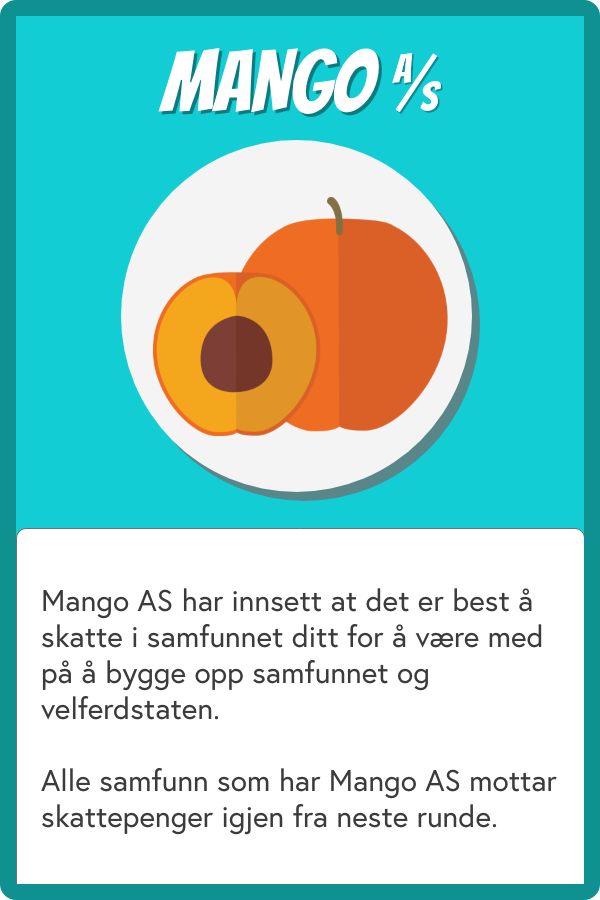 MANGO A/S
Mango AS har innsett at det er best å
skatte i samfunnet ditt for å være med
på å bygge opp samfunnet og
velferdstaten.
Alle samfunn som har Mango AS mottar
skattepenger igjen fra neste runde.